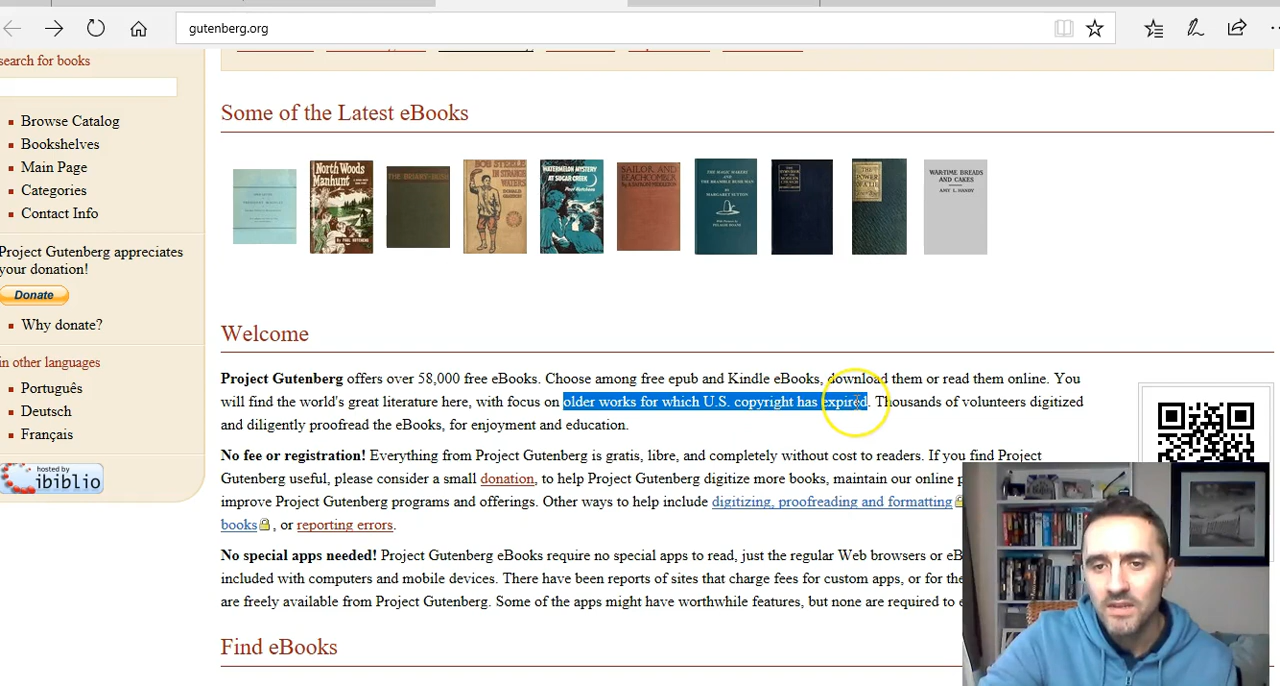 gutenberg.org
search for books
Browse Catalog
Bookshelves
Main Page
Categories
Contact Info
Project Gutenberg appreciates
your donation!
Donate
Why donate?
in other languages
Português
Deutsch
Français
hosted by
ibiblio
Some of the Latest eBooks
NORTH WOODS
MANHUNT
BOB STEELE
IN STRANGE
WATERS
WATERMELON MYSTERY
AT SUGAR CREEK
SAILOR AND
BEACHCOMBER
WARTIME BREADS
AND CAKES
AMY L. HANDY
Welcome
Project Gutenberg offers over 58,000 free eBooks. Choose among free epub and Kindle eBooks, download them or read them online. You
will find the world's great literature here, with focus on older works for which U.S. copyright has expired. Thousands of volunteers digitized
and diligently proofread the eBooks, for enjoyment and education.
No fee or registration! Everything from Project Gutenberg is gratis, libre, and completely without cost to readers. If you find Project
Gutenberg useful, please consider a small donation, to help Project Gutenberg digitize more books, maintain our online
improve Project Gutenberg programs and offerings. Other ways to help include digitizing, proofreading and formatting
books, or reporting errors.
No special apps needed! Project Gutenberg eBooks require no special apps to read, just the regular Web browsers or
included with computers and mobile devices. There have been reports of sites that charge fees for custom apps, or for the
are freely available from Project Gutenberg. Some of the apps might have worthwhile features, but none are required to
Find eBooks